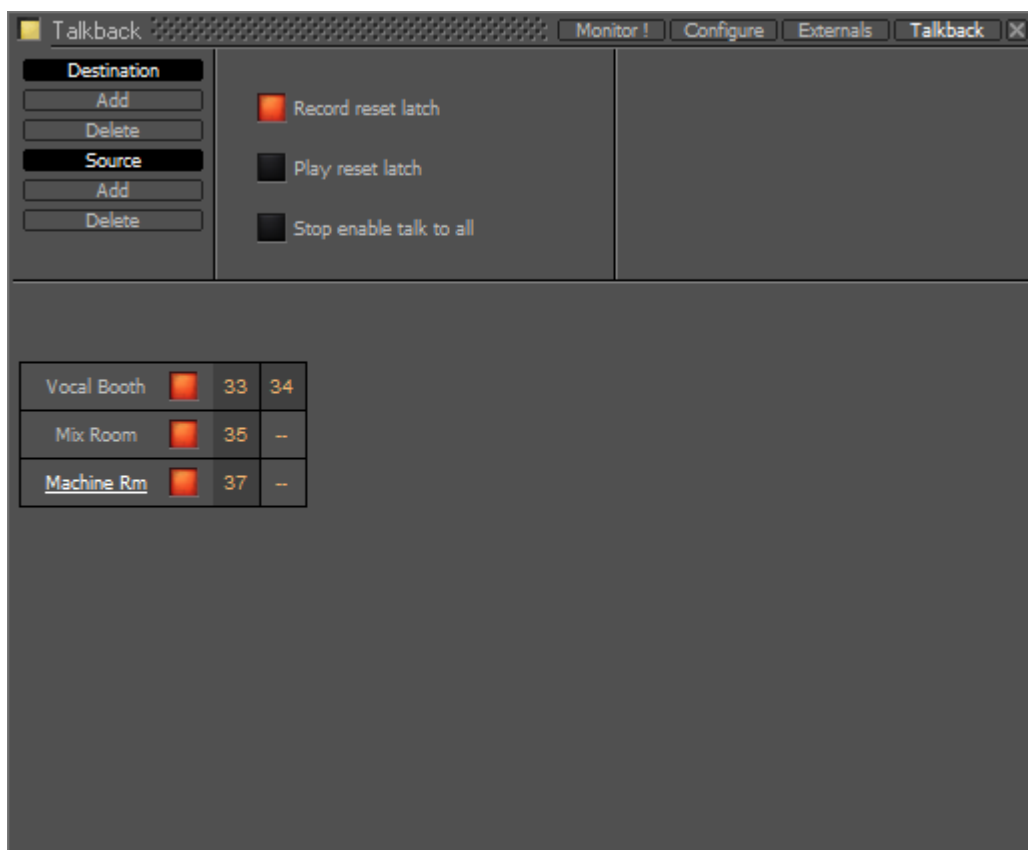 Talkback Monitor ! Configure Externals Talkback X
Destination
Add
Delete
Source
Add
Delete
Record reset latch
Play reset latch
Stop enable talk to all
Vocal Booth 33 34
Mix Room 35 --
Machine Rm 37 --